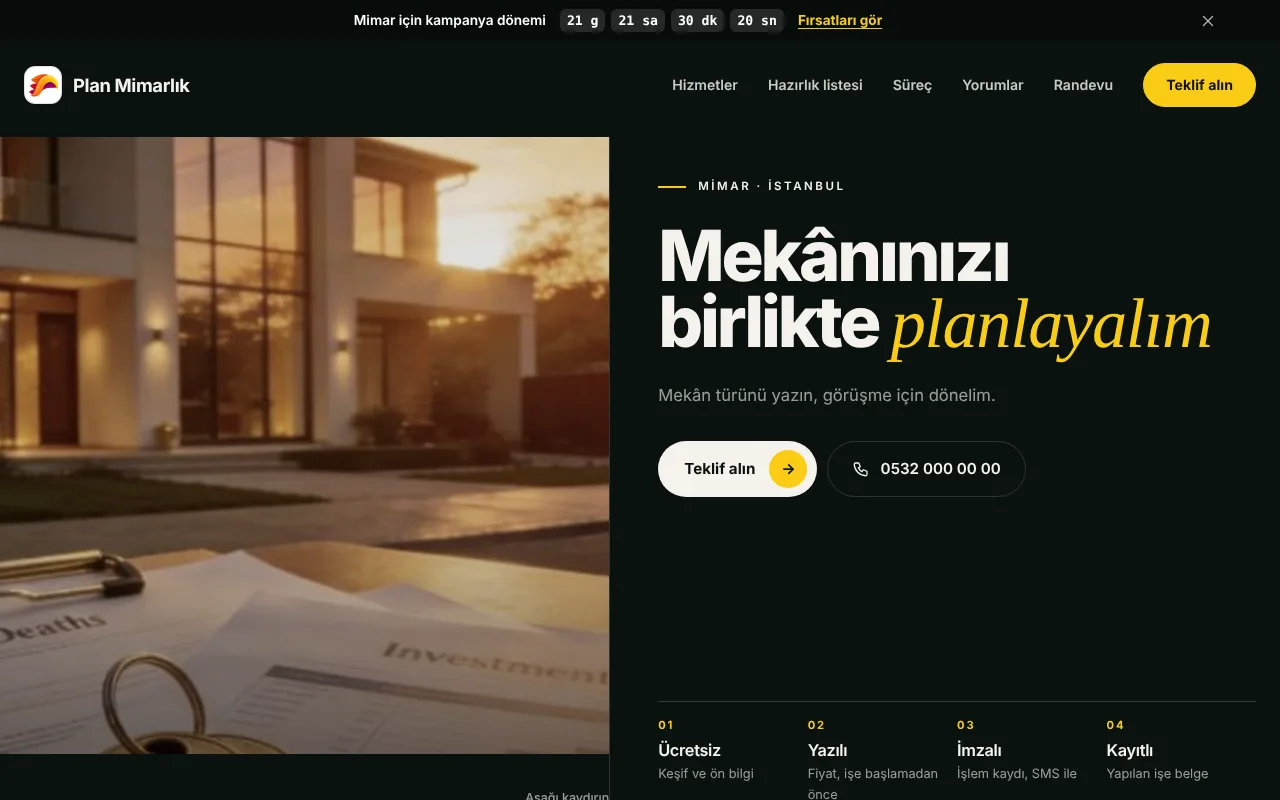 Mimar için kampanya dönemi 21 g 21 sa 30 dk 20 sn Fırsatları gör
Plan Mimarlık
Hizmetler Hazırlık listesi Süreç Yorumlar Randevu Teklif alın
MİMAR · İSTANBUL
Mekânınızı
birlikte planlayalım
Mekân türünü yazın, görüşme için dönelim.
Teklif alın 0532 000 00 00
Deaths
Investment
01 02 03 04
Ücretsiz Yazılı İmzalı Kayıtlı
Keşif ve ön bilgi Fiyat, işe başlamadan İşlem kaydı, SMS ile Yapılan işe belge
önce
Aşağı kaydırın